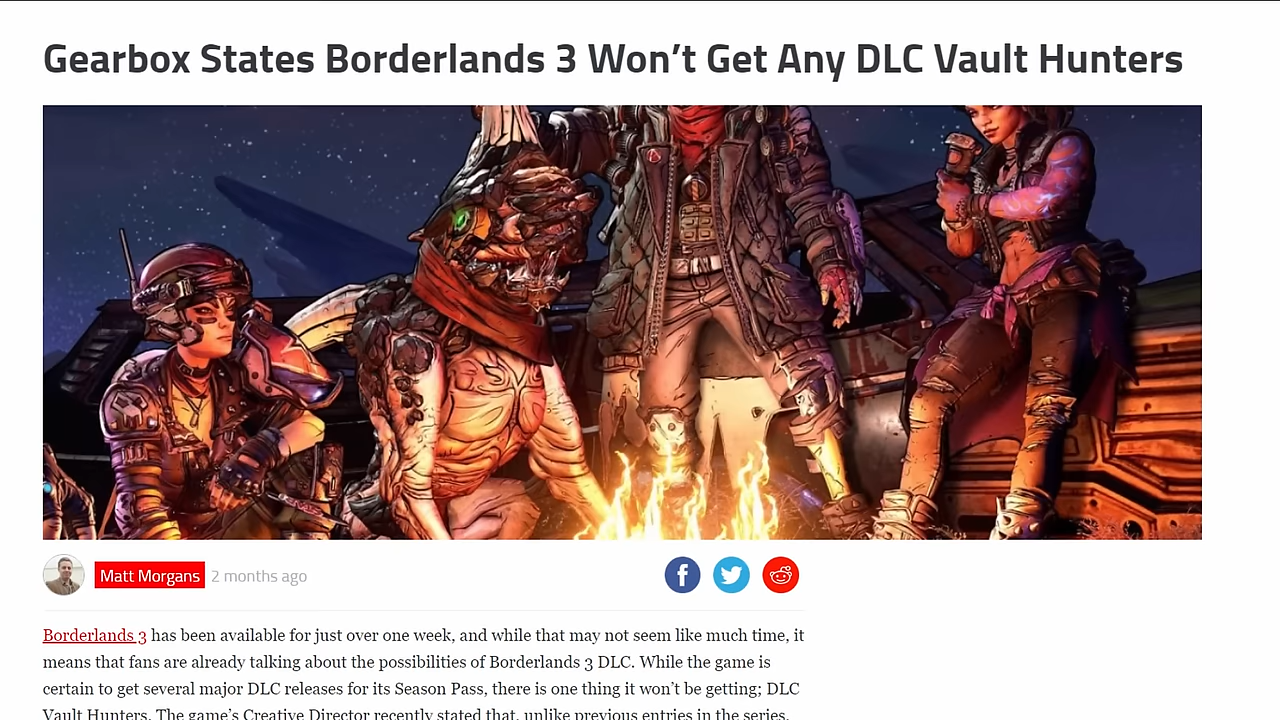 Gearbox States Borderlands 3 Won’t Get Any DLC Vault Hunters
Matt Morgans 2 months ago
Borderlands 3 has been available for just over one week, and while that may not seem like much time, it
means that fans are already talking about the possibilities of Borderlands 3 DLC. While the game is
certain to get several major DLC releases for its Season Pass, there is one thing it won’t be getting; DLC
Vault Hunters. The game’s Creative Director recently stated that, unlike previous entries in the series,